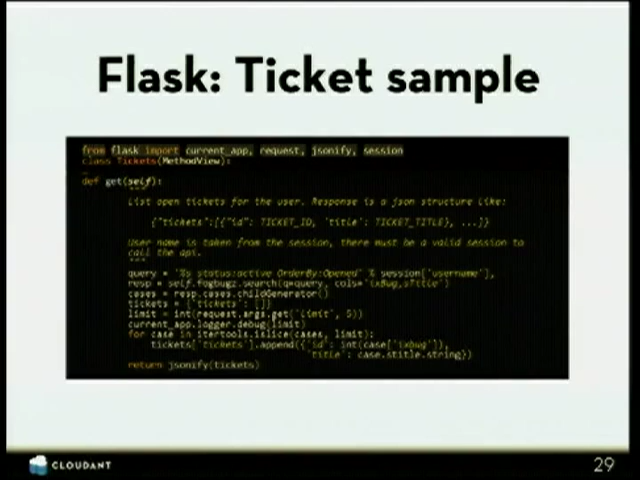 Flask: Ticket sample
from flask import current_app, request, jsonify, session
class Tickets(MethodView):
def get(self):
"""
List open tickets for the user. Response is a json structure like:
{"tickets":[{"id": TICKET_ID, 'title': TICKET_TITLE}, ...]}
User name is taken from the session, there must be a valid session to
call the api.
"""
query = '%s status:active OrderBy:Opened' % session['username'],
resp = self.fogbugz.search(q=query, cols='ixBug,sTitle')
cases = resp.cases.childGenerator()
tickets = {'tickets': []}
limit = int(request.args.get('limit', 5))
current_app.logger.debug(limit)
for case in itertools.islice(cases, limit):
tickets['tickets'].append({'id': int(case['ixbug']),
'title': case.stitle.string})
return jsonify(tickets)
CLOUDANT
29